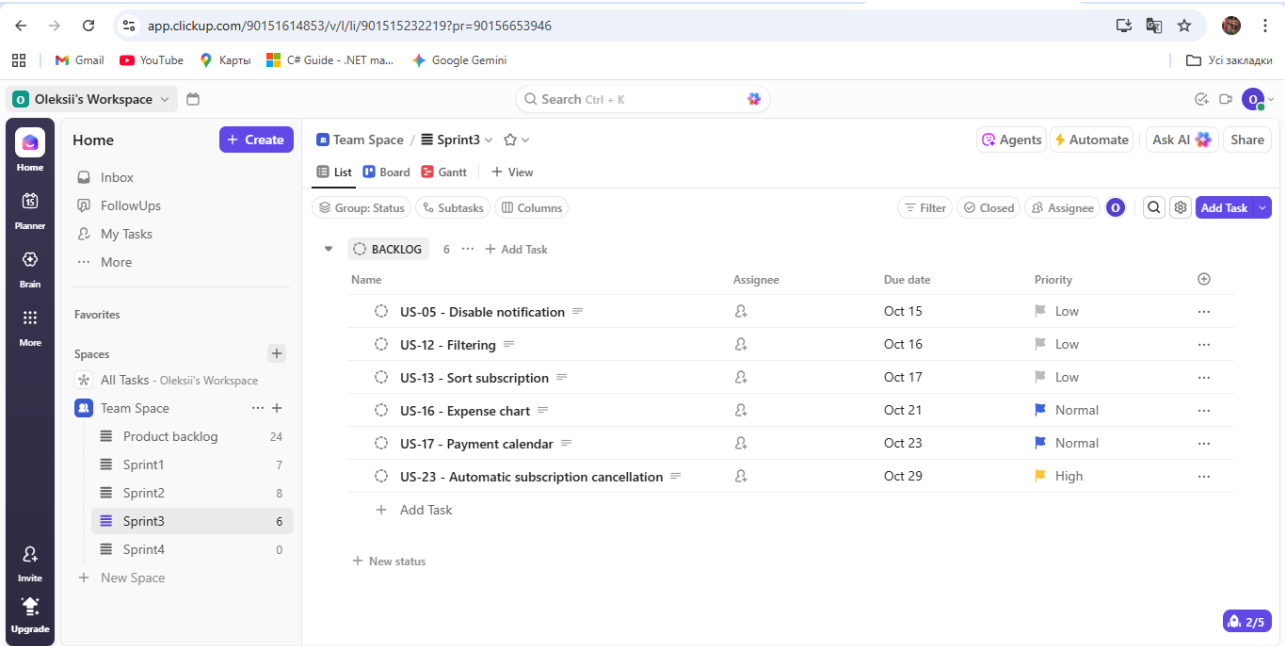 app.clickup.com/90151614853/v/l/li/901515232219?pr=90156653946
Gmail YouTube Карты C# Guide - .NET ma... Google Gemini Усі закладки
O Oleksii's Workspace Search Ctrl + K O
Home
Planner
Brain
More
Invite
Upgrade
Home + Create
Inbox
FollowUps
My Tasks
More
Favorites
Spaces
All Tasks - Oleksii's Workspace
Team Space
Product backlog 24
Sprint1 7
Sprint2 8
Sprint3 6
Sprint4 0
+ New Space
Team Space / Sprint3 Agents Automate Ask AI Share
List Board Gantt + View
Group: Status Subtasks Columns Filter Closed Assignee O Add Task
BACKLOG 6 ... + Add Task
Name Assignee Due date Priority
US-05 - Disable notification Oct 15 Low ...
US-12 - Filtering Oct 16 Low ...
US-13 - Sort subscription Oct 17 Low ...
US-16 - Expense chart Oct 21 Normal ...
US-17 - Payment calendar Oct 23 Normal ...
US-23 - Automatic subscription cancellation Oct 29 High ...
+ Add Task
+ New status
2/5